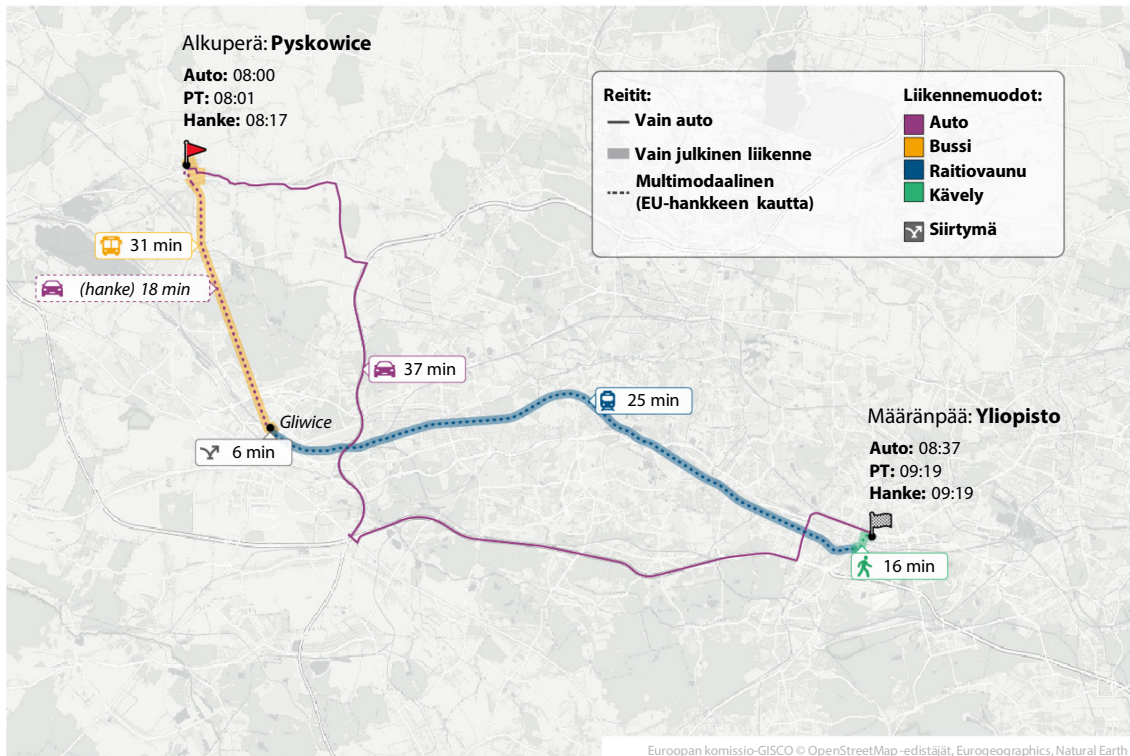 Alkuperä: Pyskowice
Auto: 08:00
PT: 08:01
Hanke: 08:17
Reitit:
Vain auto
Vain julkinen liikenne
Multimodaalinen
(EU-hankkeen kautta)
Liikennemuodot:
Auto
Bussi
Raitiovaunu
Kävely
Siirtymä
31 min
(hanke) 18 min
37 min
25 min
Gliwice
6 min
Määränpää: Yliopisto
Auto: 08:37
PT: 09:19
Hanke: 09:19
16 min
Euroopan komissio-GISCO © OpenStreetMap -edistäjät, Eurogeographics, Natural Earth